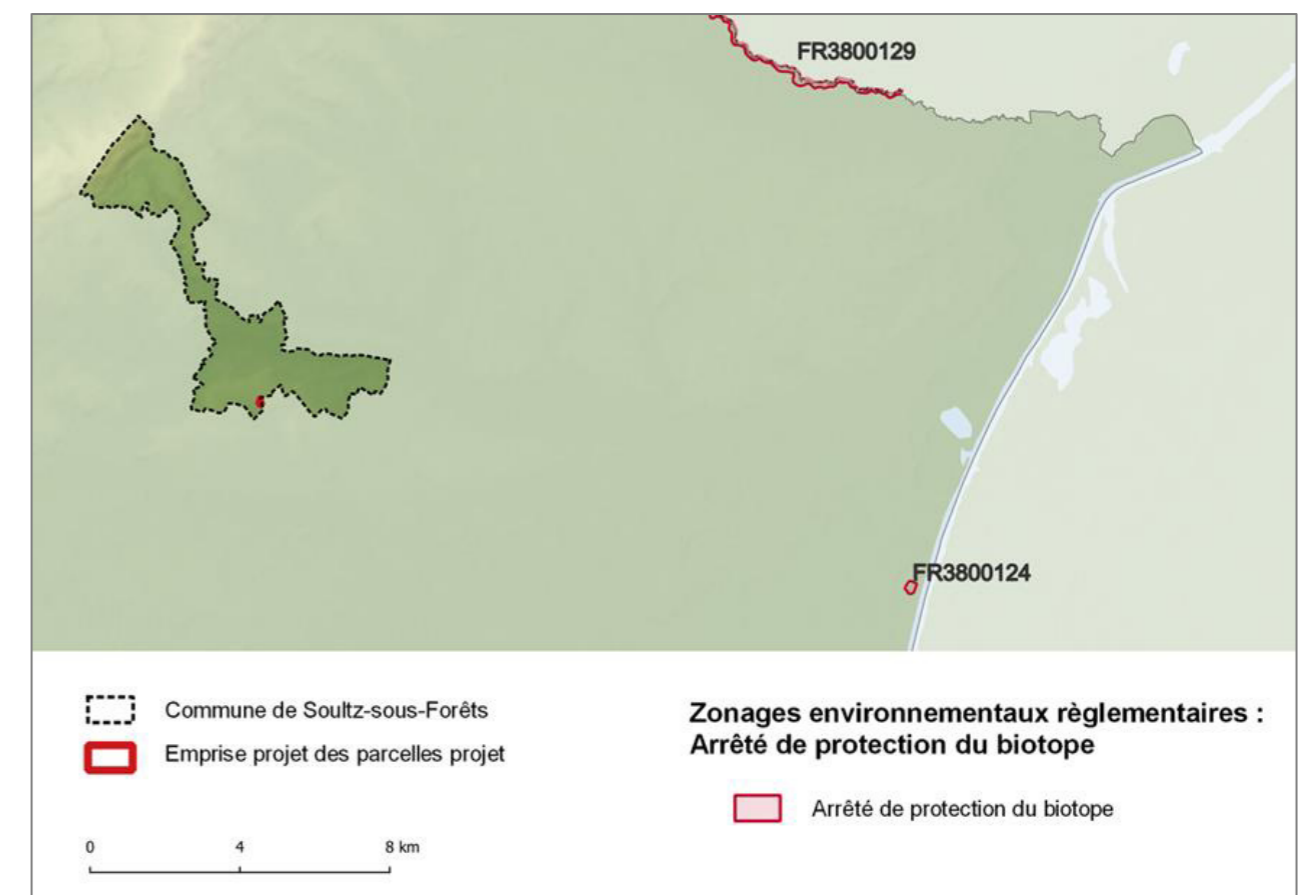 FR3800129
FR3800124
Commune de Soultz-sous-Forêts
Emprise projet des parcelles projet
0 4 8 km
Zonages environnementaux règlementaires :
Arrêté de protection du biotope
Arrêté de protection du biotope